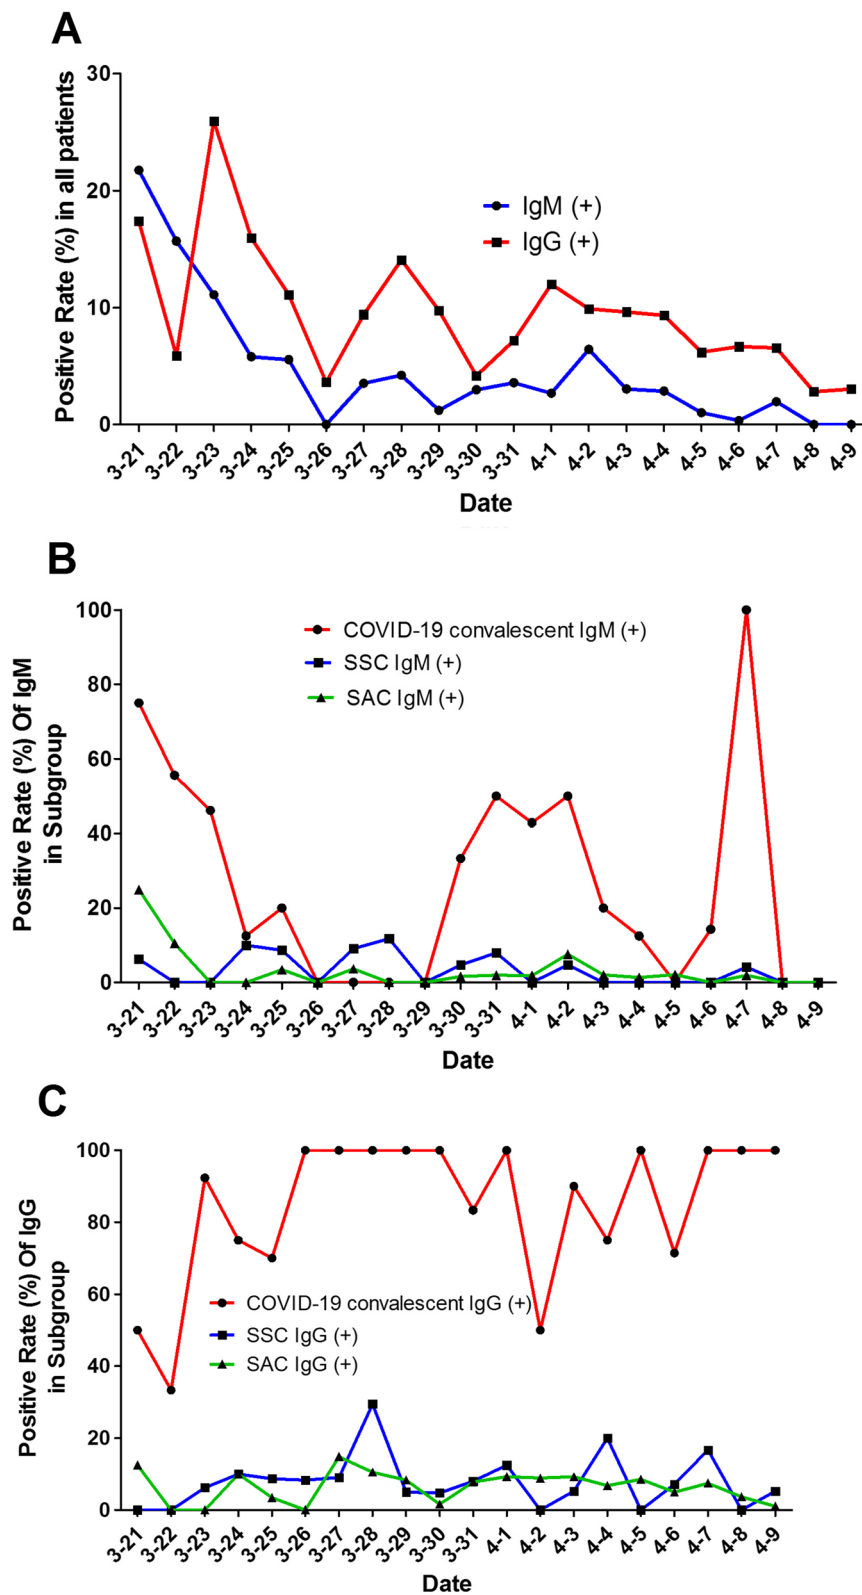 A
Positive Rate (%) in all patients
30
20
10
0
IgM (+)
IgG (+)
3-21 3-22 3-23 3-24 3-25 3-26 3-27 3-28 3-29 3-30 3-31 4-1 4-2 4-3 4-4 4-5 4-6 4-7 4-8 4-9
Date
B
Positive Rate (%) Of IgM
in Subgroup
100
80
60
40
20
0
COVID-19 convalescent IgM (+)
SSC IgM (+)
SAC IgM (+)
3-21 3-22 3-23 3-24 3-25 3-26 3-27 3-28 3-29 3-30 3-31 4-1 4-2 4-3 4-4 4-5 4-6 4-7 4-8 4-9
Date
C
Positive Rate (%) Of IgG
in Subgroup
100
80
60
40
20
0
COVID-19 convalescent IgG (+)
SSC IgG (+)
SAC IgG (+)
3-21 3-22 3-23 3-24 3-25 3-26 3-27 3-28 3-29 3-30 3-31 4-1 4-2 4-3 4-4 4-5 4-6 4-7 4-8 4-9
Date